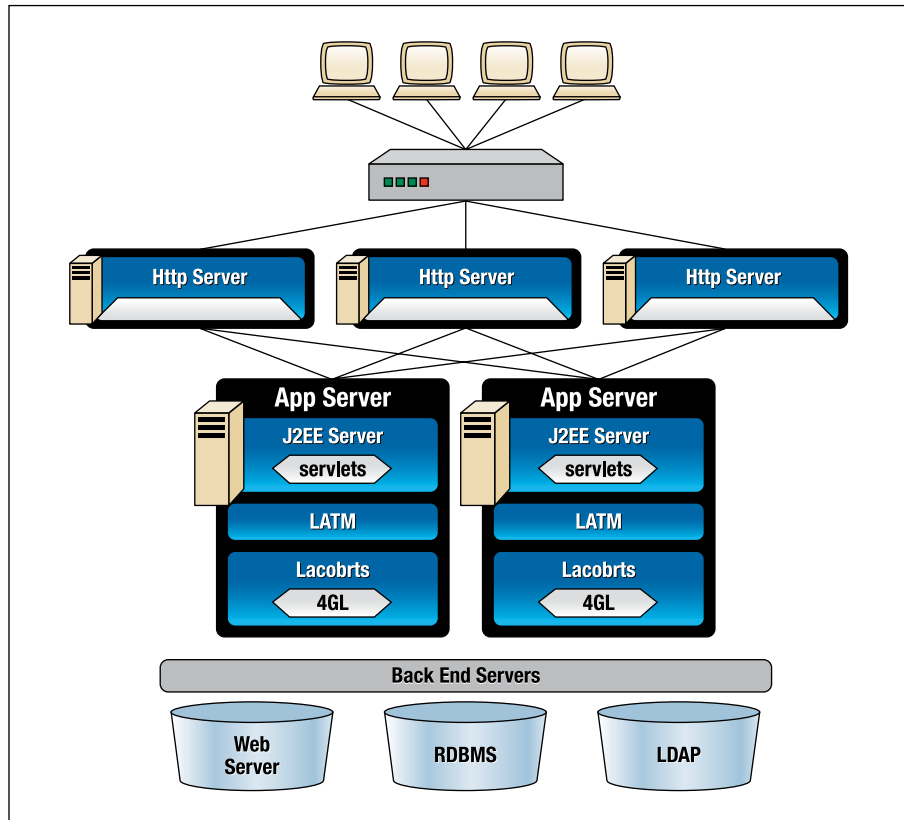 Http Server
Http Server
Http Server
App Server
App Server
J2EE Server
J2EE Server
servlets
servlets
LATM
LATM
Lacobrts
Lacobrts
4GL
4GL
Back End Servers
Web
Server
RDBMS
LDAP